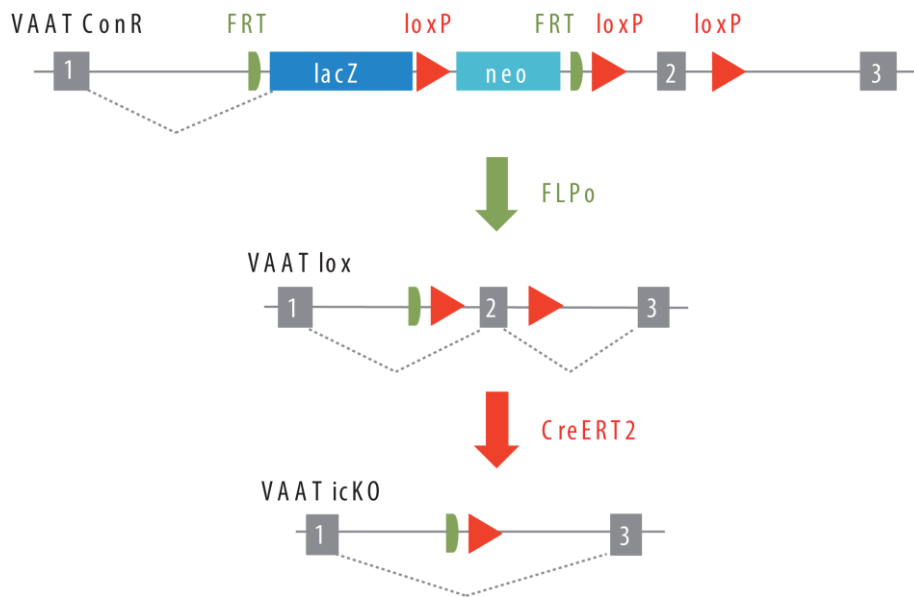 VAAT ConR FRT loxP FRT loxP loxP
1 lacZ neo 2 3
FLPo
VAAT lox
1 2 3
CreERT2
VAAT icKO
1 3